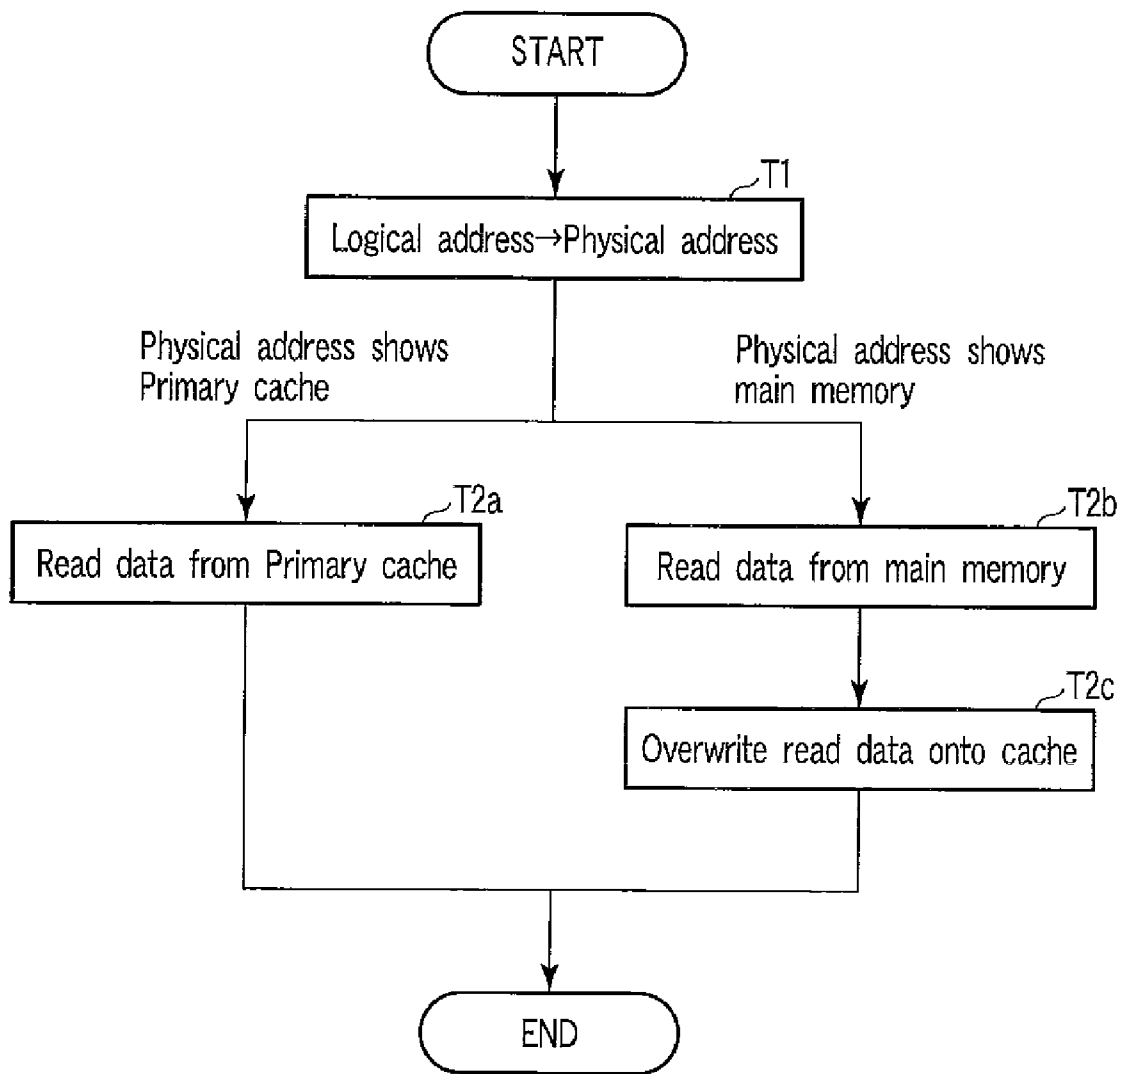 START
T1
Logical address→Physical address
Physical address shows
Primary cache
Physical address shows
main memory
T2a
Read data from Primary cache
T2b
Read data from main memory
T2c
Overwrite read data onto cache
END